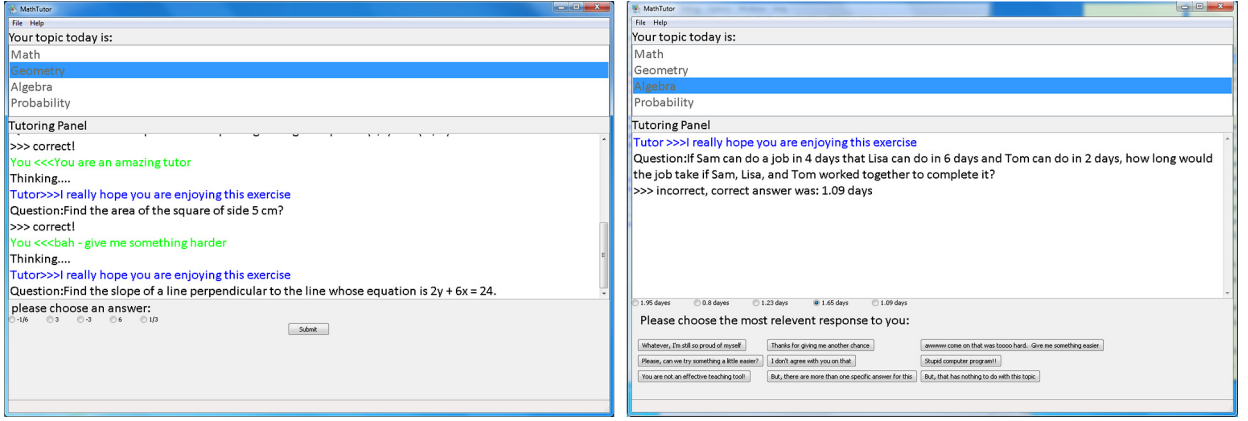 MathTutor
File Help
Your topic today is:
Math
Geometry
Algebra
Probability
Tutoring Panel
>>> correct!
You <<<You are an amazing tutor
Thinking....
Tutor>>>I really hope you are enjoying this exercise
Question:Find the area of the square of side 5 cm?
>>> correct!
You <<<bah - give me something harder
Thinking....
Tutor>>>I really hope you are enjoying this exercise
Question:Find the slope of a line perpendicular to the line whose equation is 2y + 6x = 24.
please choose an answer:
-1/6 3 -3 6 1/3
Submit
MathTutor
File Help
Your topic today is:
Math
Geometry
Algebra
Probability
Tutoring Panel
Tutor >>>I really hope you are enjoying this exercise
Question:If Sam can do a job in 4 days that Lisa can do in 6 days and Tom can do in 2 days, how long would
the job take if Sam, Lisa, and Tom worked together to complete it?
>>> incorrect, correct answer was: 1.09 days
1.95 dayes 0.8 dayes 1.23 days 1.65 days 1.09 days
Please choose the most relevent response to you:
Whatever, I'm still so proud of myself Thanks for giving me another chance awwww come on that was toooo hard. Give me something easier
Please, can we try something a little easier? I don't agree with you on that Stupid computer program!!
You are not an effective teaching tool! But, there are more than one specific answer for this But, that has nothing to do with this topic